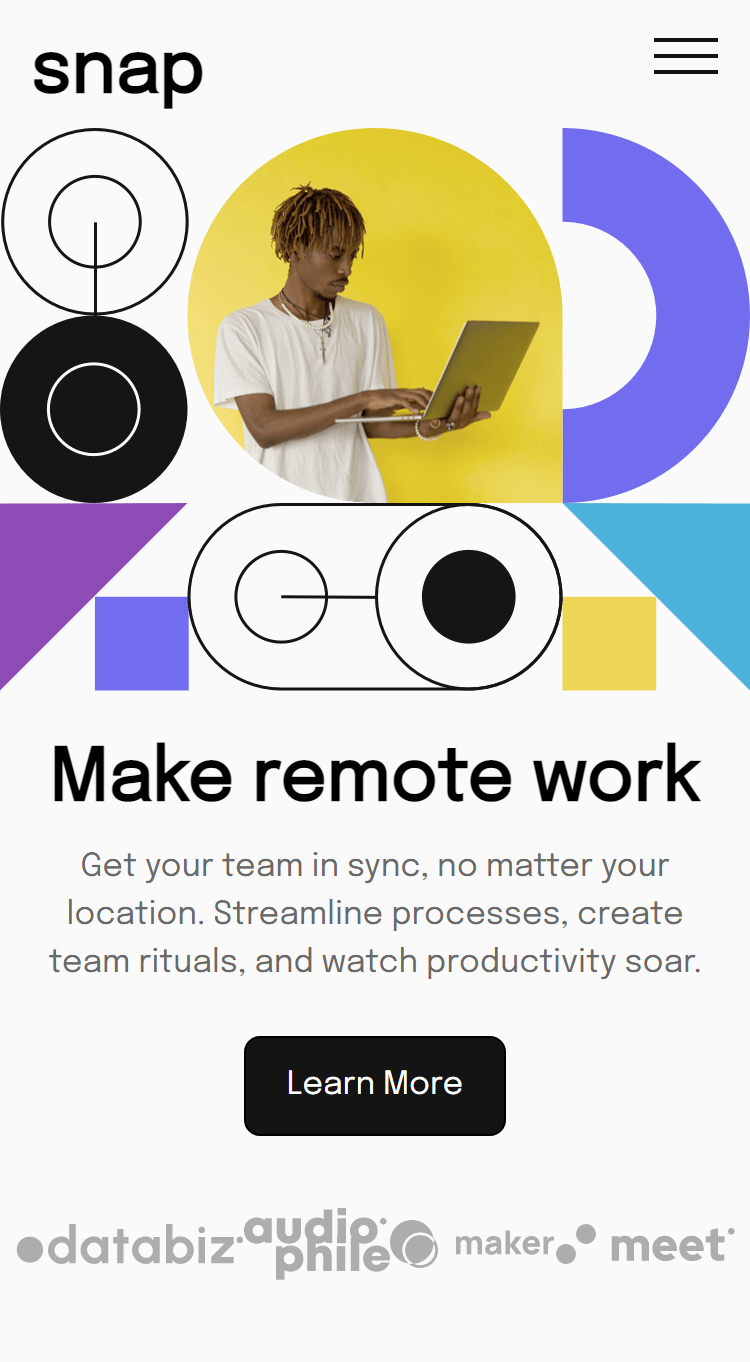 snap
Make remote work
Get your team in sync, no matter your
location. Streamline processes, create
team rituals, and watch productivity soar.
Learn More
databiz
audio
phile
maker
meet